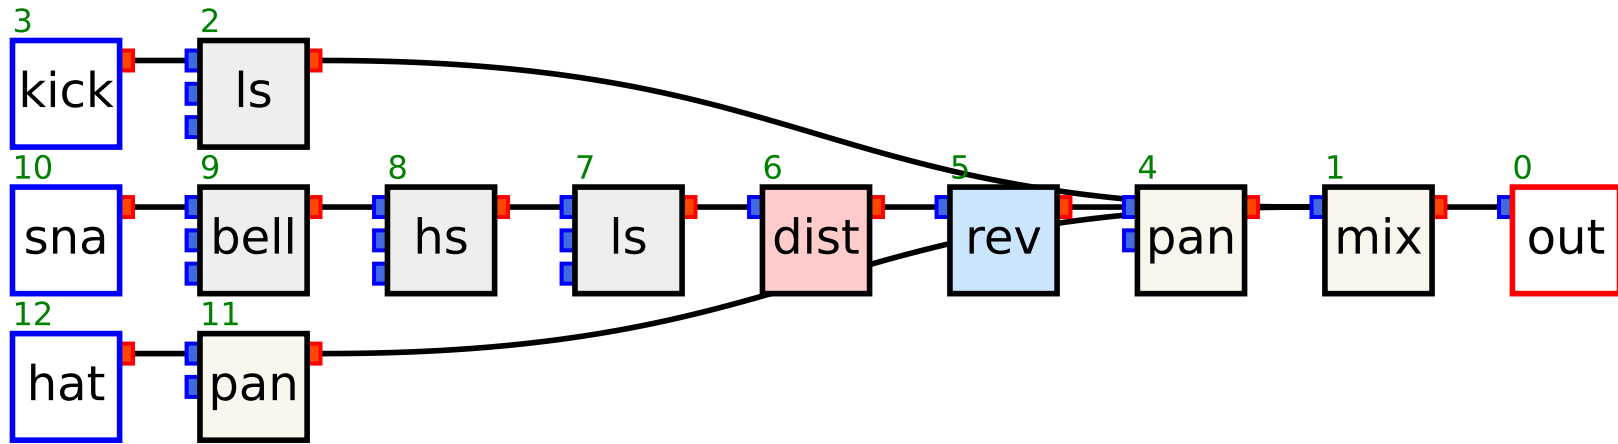 3 2
kick ls
10 9 8 7 6 5 4 1 0
sna bell hs ls dist rev pan mix out
12 11
hat pan